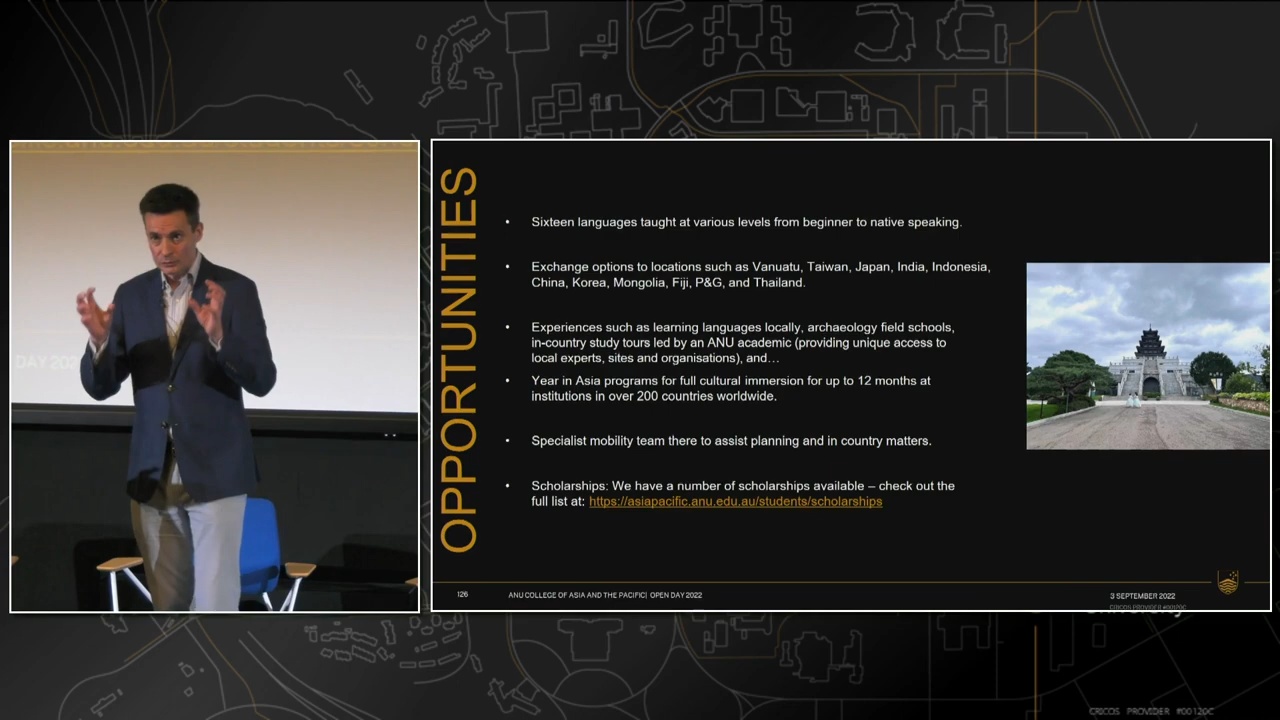 OPPORTUNITIES
• Sixteen languages taught at various levels from beginner to native speaking.
• Exchange options to locations such as Vanuatu, Taiwan, Japan, India, Indonesia,
China, Korea, Mongolia, Fiji, P&G, and Thailand.
• Experiences such as learning languages locally, archaeology field schools,
in-country study tours led by an ANU academic (providing unique access to
local experts, sites and organisations), and…
• Year in Asia programs for full cultural immersion for up to 12 months at
institutions in over 200 countries worldwide.
• Specialist mobility team there to assist planning and in country matters.
• Scholarships: We have a number of scholarships available – check out the
full list at: https://asiapacific.anu.edu.au/students/scholarships
126
ANU COLLEGE OF ASIA AND THE PACIFIC| OPEN DAY 2022
3 SEPTEMBER 2022
CRICOS PROVIDER #00120C
DAY 202
CRICOS PROVIDER #00120C